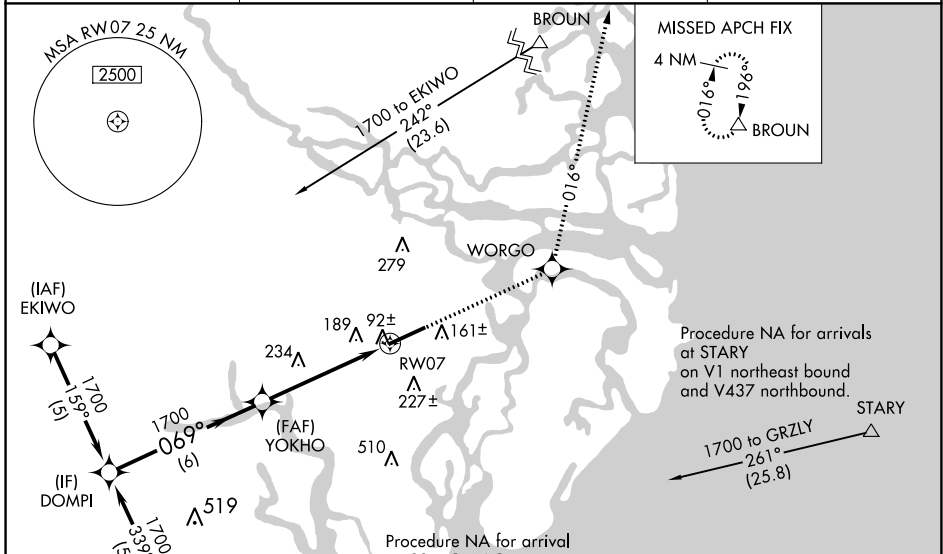 MSA RW07 25 NM
2500
BROUN
1700 to EKIWO
242°
(23.6)
MISSED APCH FIX
4 NM
016°
196°
BROUN
016°
WORGO
279
(IAF)
EKIWO
1700
159°
(5)
189
92±
161±
234
RW07
227±
1700
069°
(6)
(FAF)
YOKHO
510
(IF)
DOMPI
519
1700
339°
Procedure NA for arrivals
at STARY
on V1 northeast bound
and V437 northbound.
STARY
1700 to GRZLY
261°
(25.8)
Procedure NA for arrival